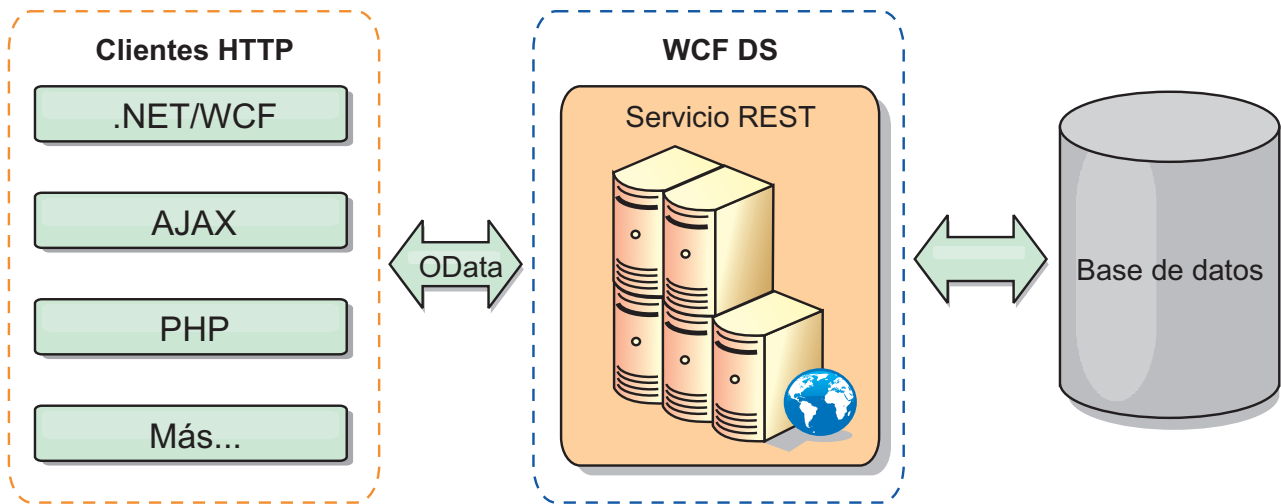 Clientes HTTP
.NET/WCF
AJAX
PHP
Más...
OData
WCF DS
Servicio REST
Base de datos